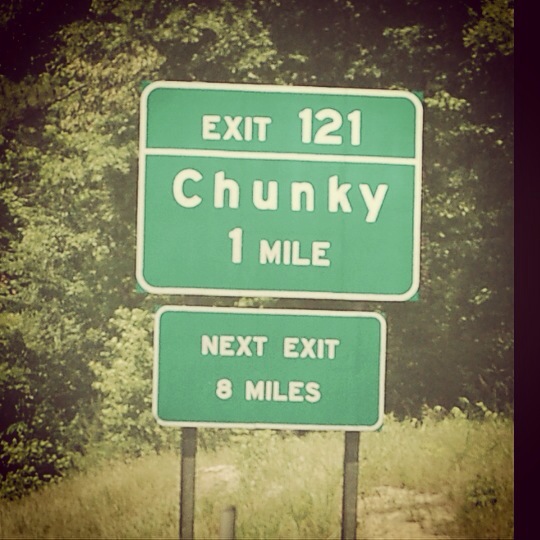 EXIT 121
Chunky
1 MILE
NEXT EXIT
8 MILES